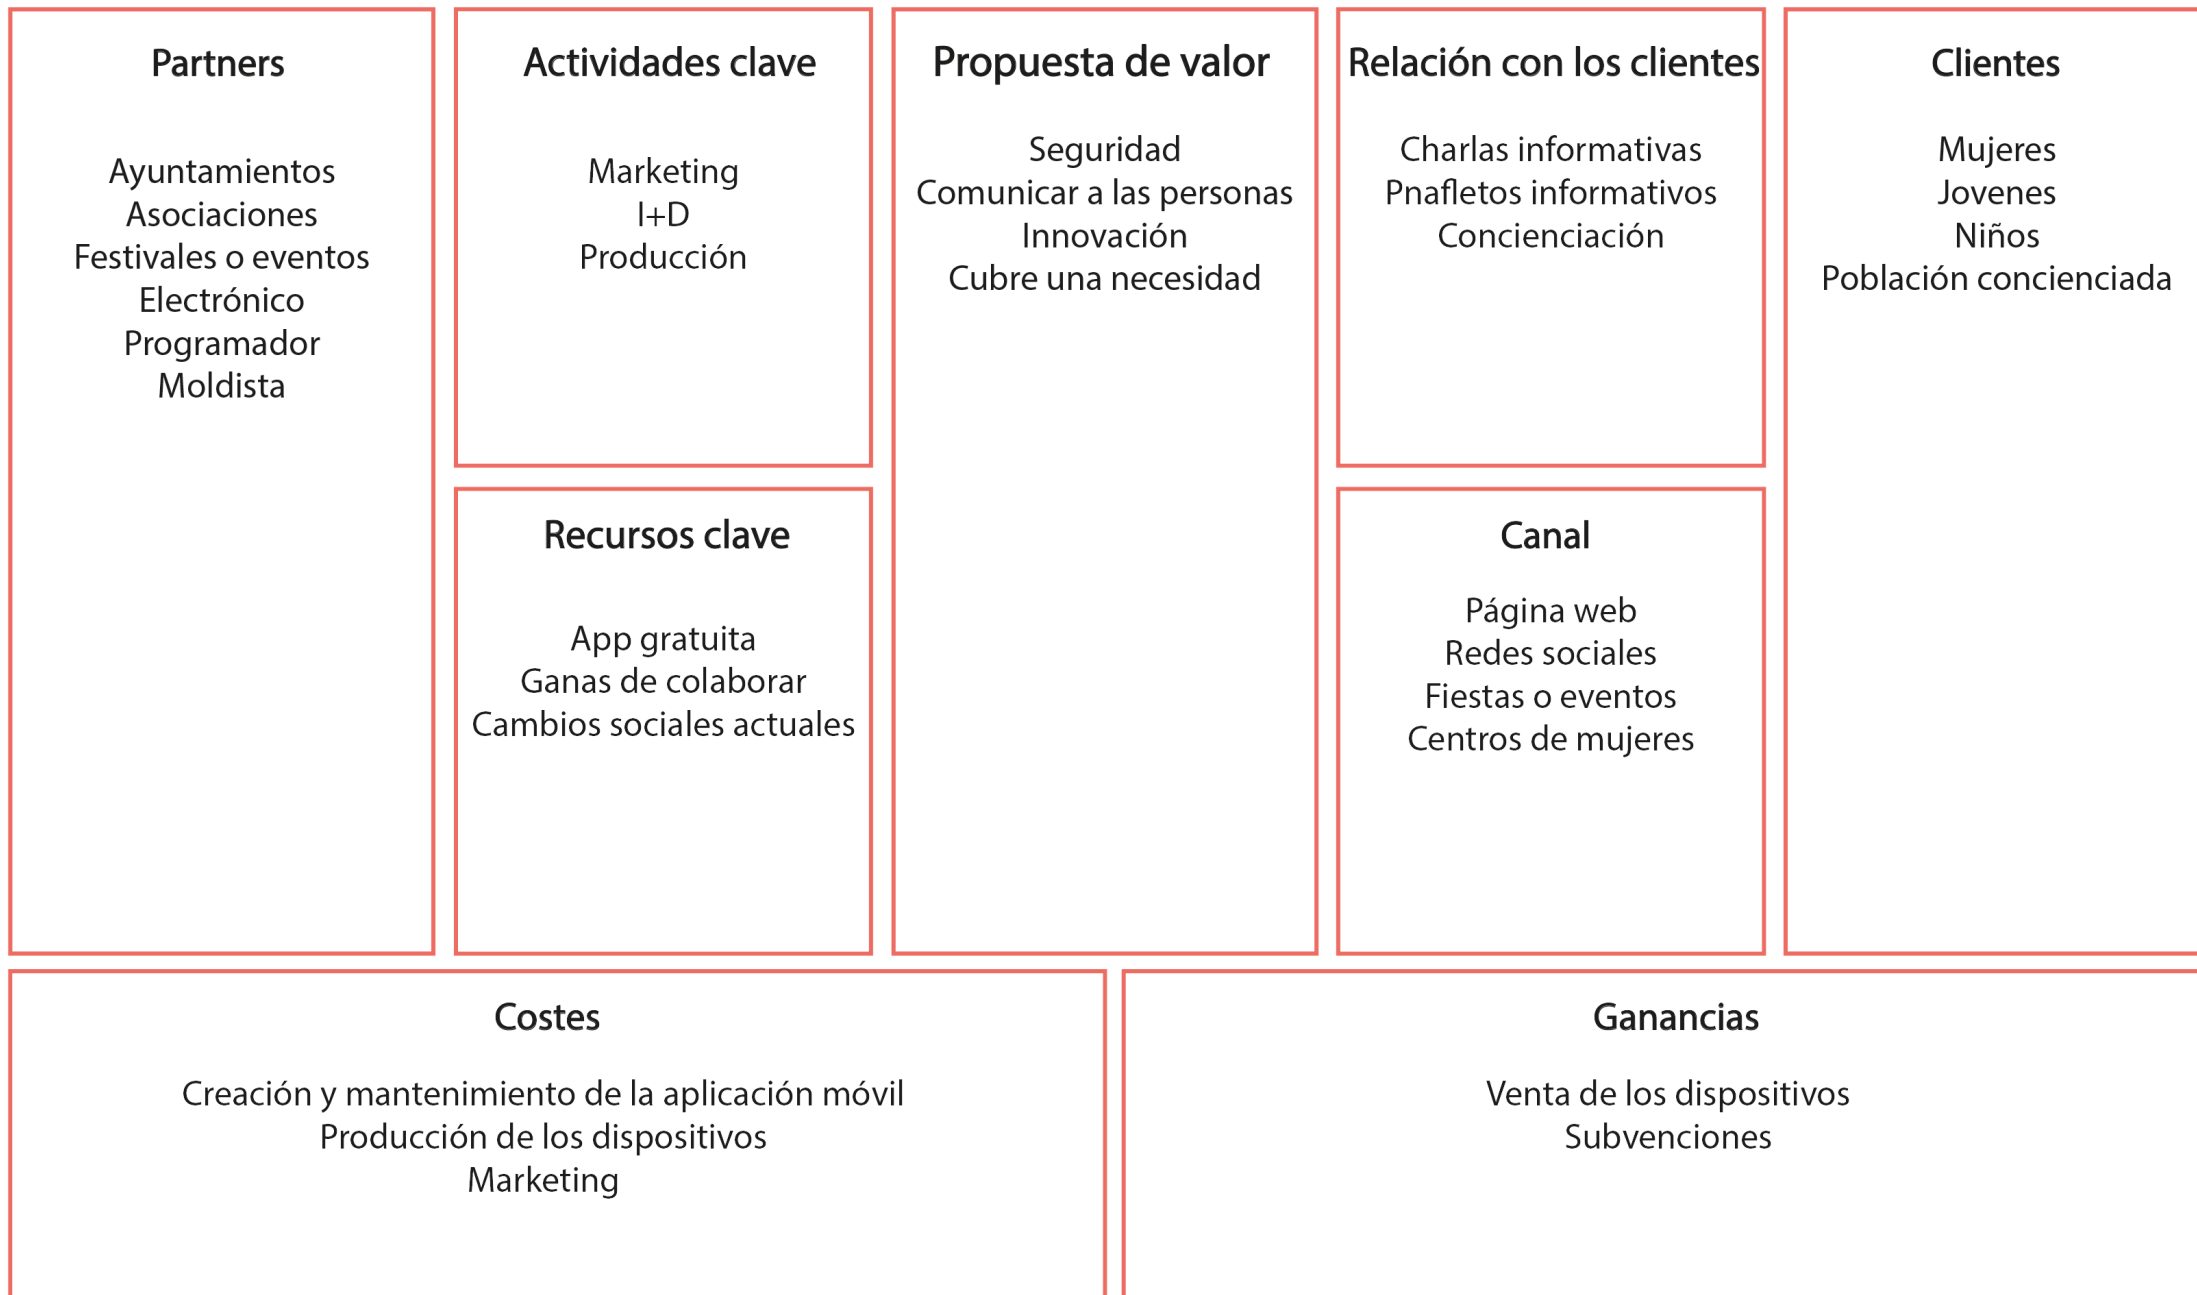 Partners
Ayuntamientos
Asociaciones
Festivales o eventos
Electrónico
Programador
Moldista
Actividades clave
Marketing
I+D
Producción
Recursos clave
App gratuita
Ganas de colaborar
Cambios sociales actuales
Propuesta de valor
Seguridad
Comunicar a las personas
Innovación
Cubre una necesidad
Relación con los clientes
Charlas informativas
Pnafletos informativos
Concienciación
Canal
Página web
Redes sociales
Fiestas o eventos
Centros de mujeres
Clientes
Mujeres
Jovenes
Niños
Población concienciada
Costes
Creación y mantenimiento de la aplicación móvil
Producción de los dispositivos
Marketing
Ganancias
Venta de los dispositivos
Subvenciones